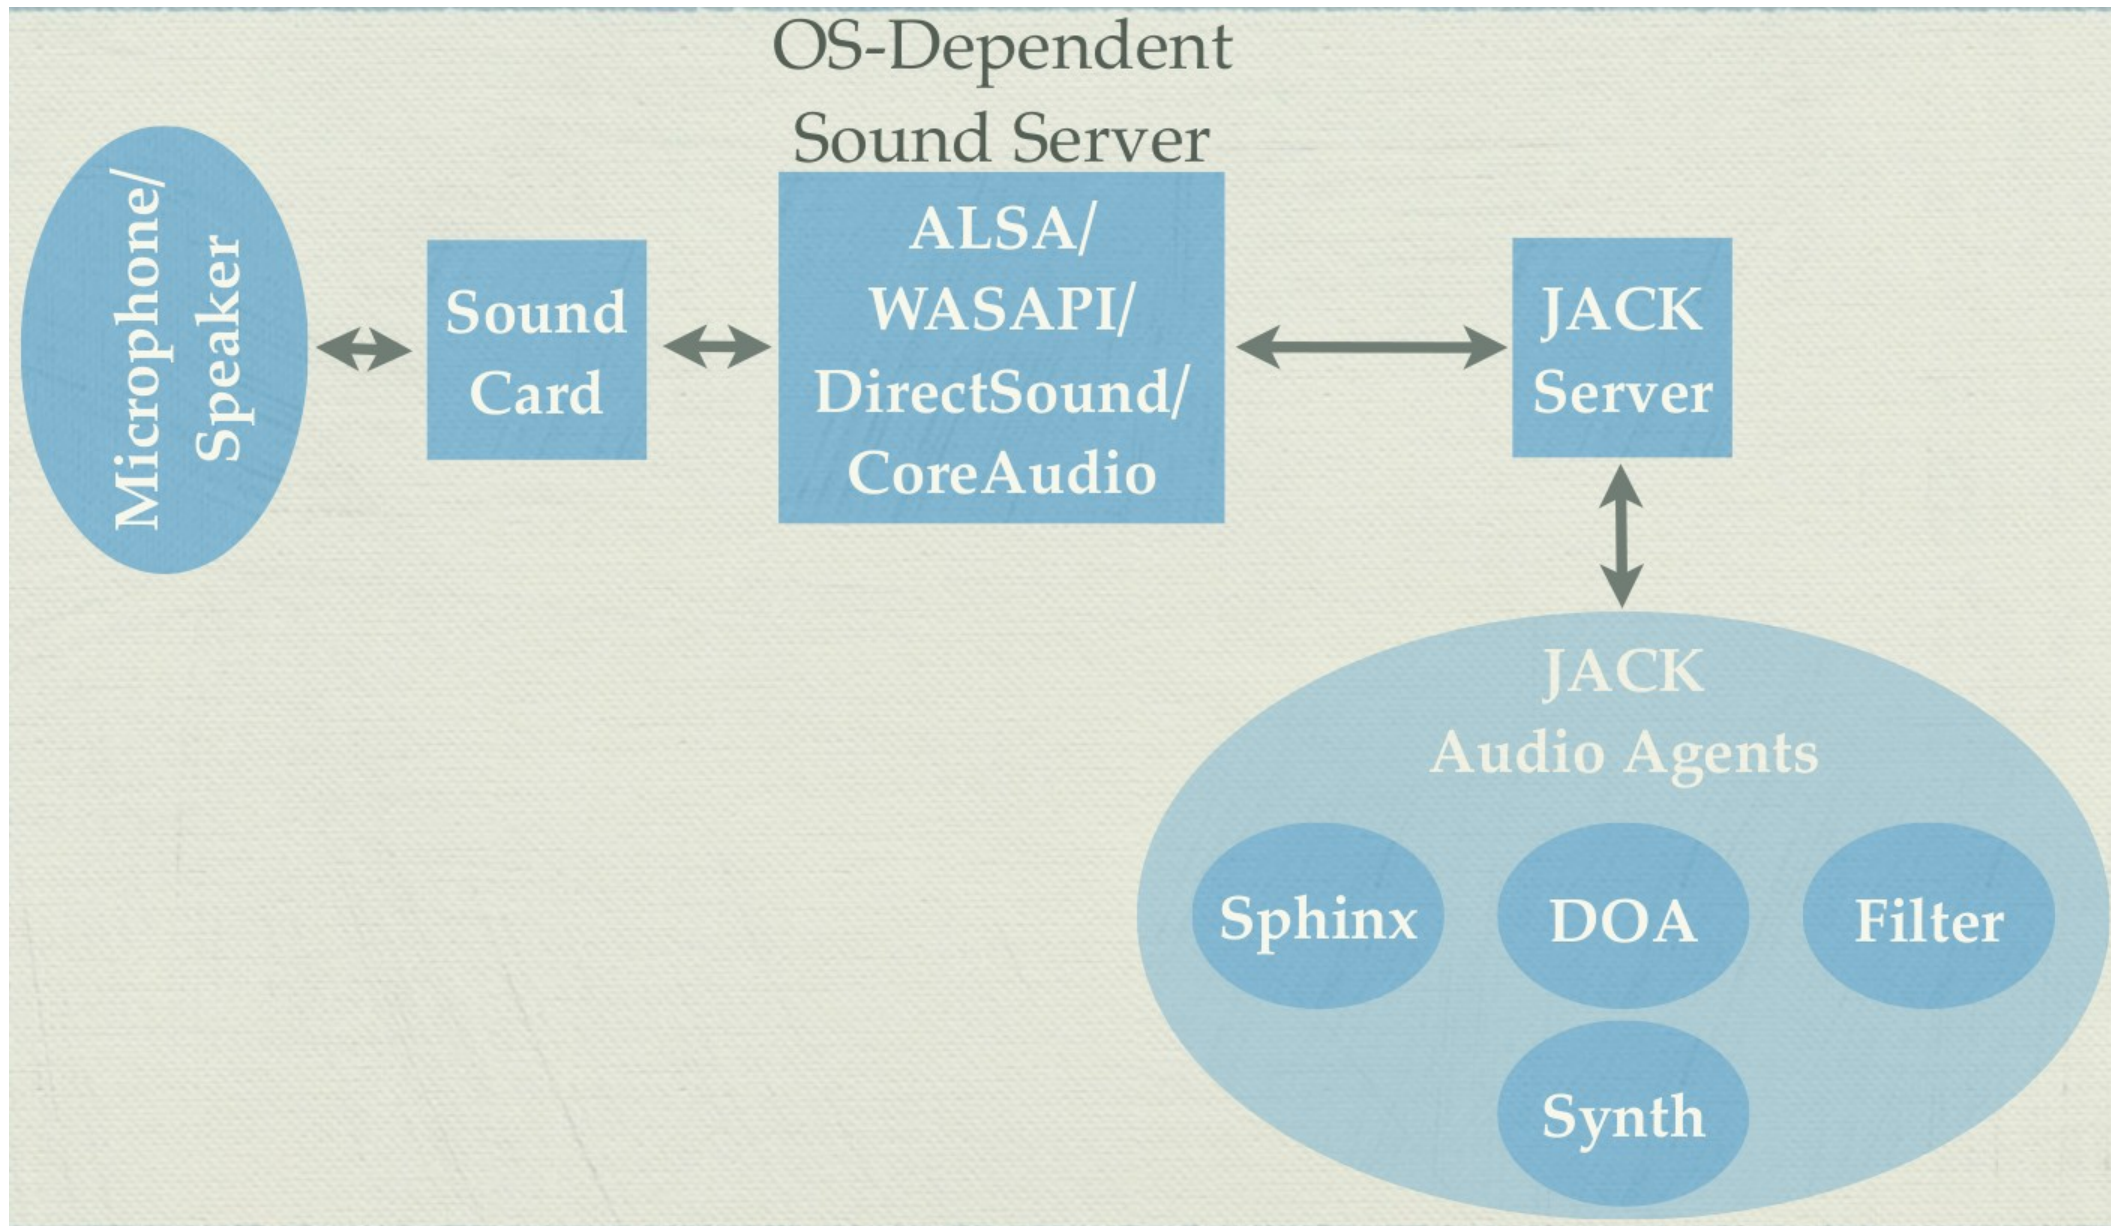 OS-Dependent
Sound Server
Microphone/
Speaker
Sound
Card
ALSA/
WASAPI/
DirectSound/
CoreAudio
JACK
Server
JACK
Audio Agents
Sphinx
DOA
Filter
Synth